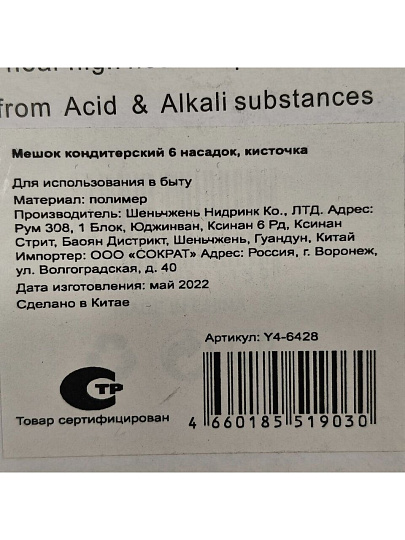 from Acid & Alkali substances
Мешок кондитерский 6 насадок, кисточка
Для использования в быту
Материал: полимер
Производитель: Шеньчжень Нидринк Ко., ЛТД. Адрес:
Рум 308, 1 Блок, Юджинван, Ксинан 6 Рд, Ксинан
Стрит, Баоян Дистрикт, Шеньчжень, Гуандун, Китай
Импортер: ООО «СОКРАТ» Адрес: Россия, г. Воронеж,
ул. Волгоградская, д. 40
Дата изготовления: май 2022
Сделано в Китае
Артикул: Y4-6428
СТР
Товар сертифицирован
4 660185 519030